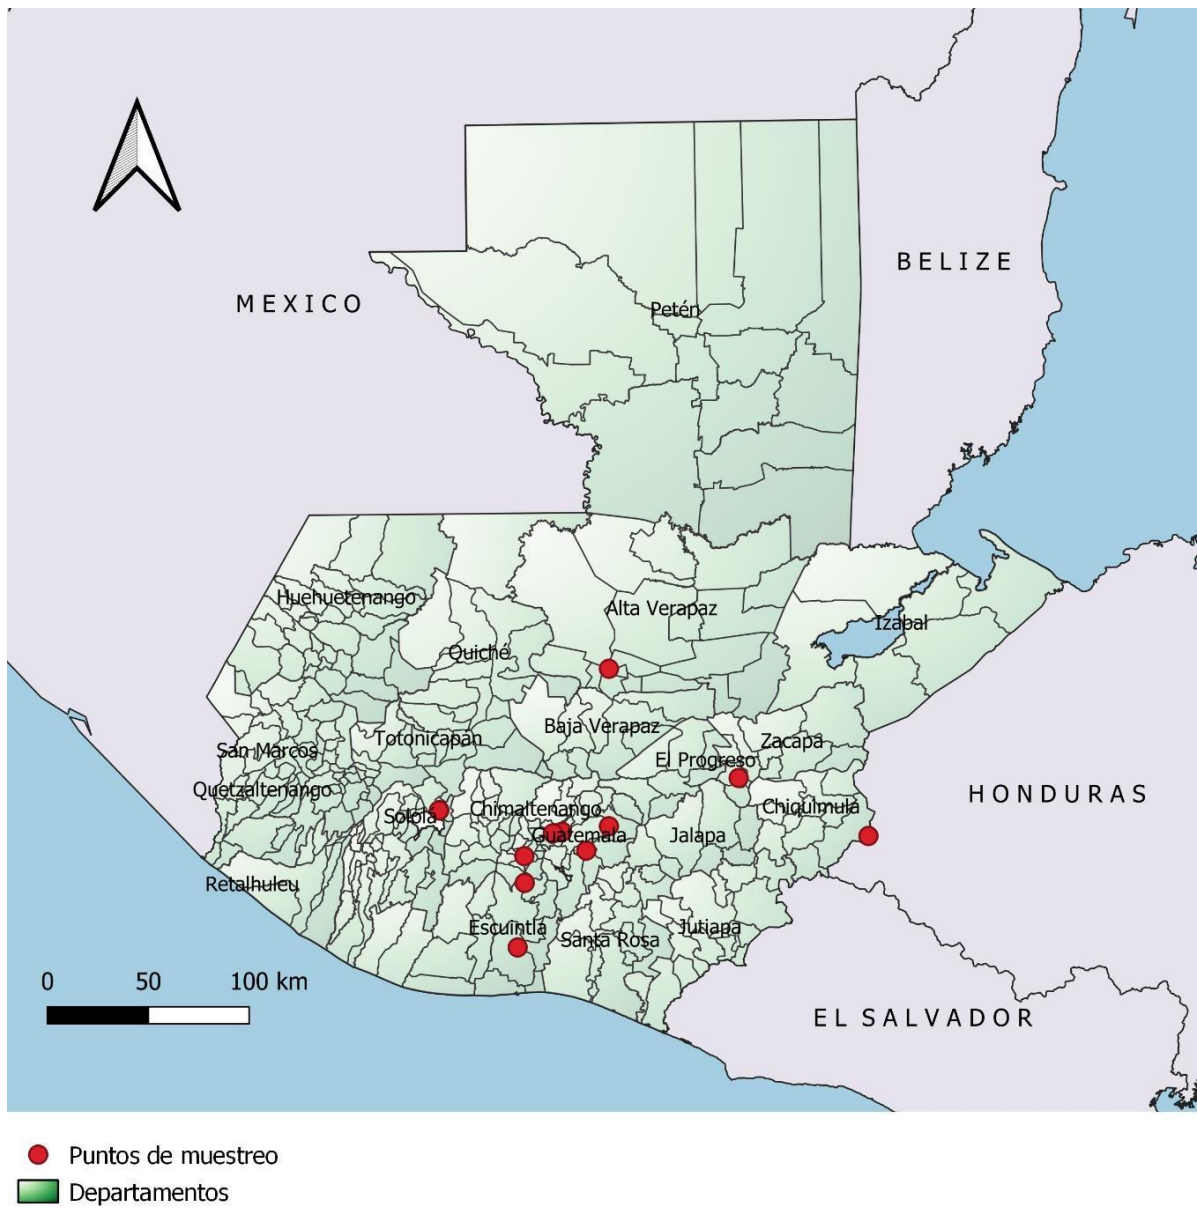 BELIZE
MEXICO
Petén
Huehuetenango
Alta Verapaz
Izabal
Quiché
Baja Verapaz
Totonicapán
Zacapa
San Marcos
El Progreso
Quetzaltenango
HONDURAS
Chimaltenango
Chiquimula
Sololá
Guatemala
Jalapa
Retalhuleu
Escuintla
Jutiapa
Santa Rosa
0 50 100 km
EL SALVADOR
Puntos de muestreo
Departamentos